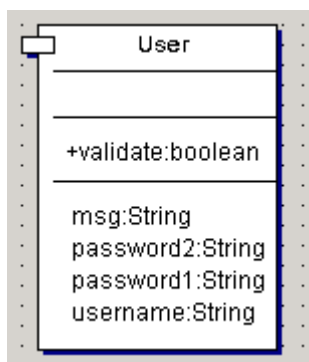 User
+validate:boolean
msg:String
password2:String
password1:String
username:String